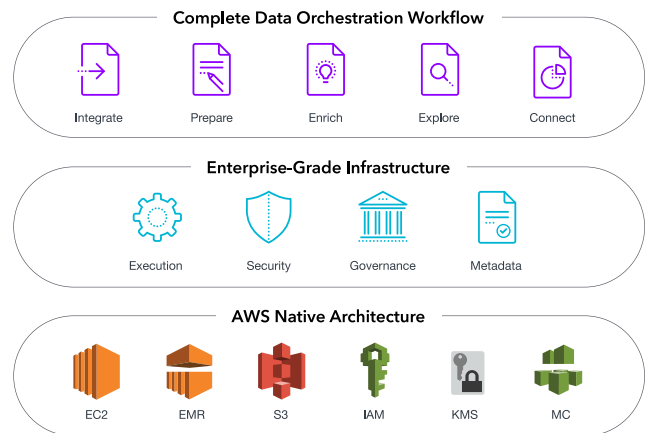 Complete Data Orchestration Workflow
Integrate Prepare Enrich Explore Connect
Enterprise-Grade Infrastructure
Execution Security Governance Metadata
AWS Native Architecture
EC2 EMR S3 IAM KMS MC